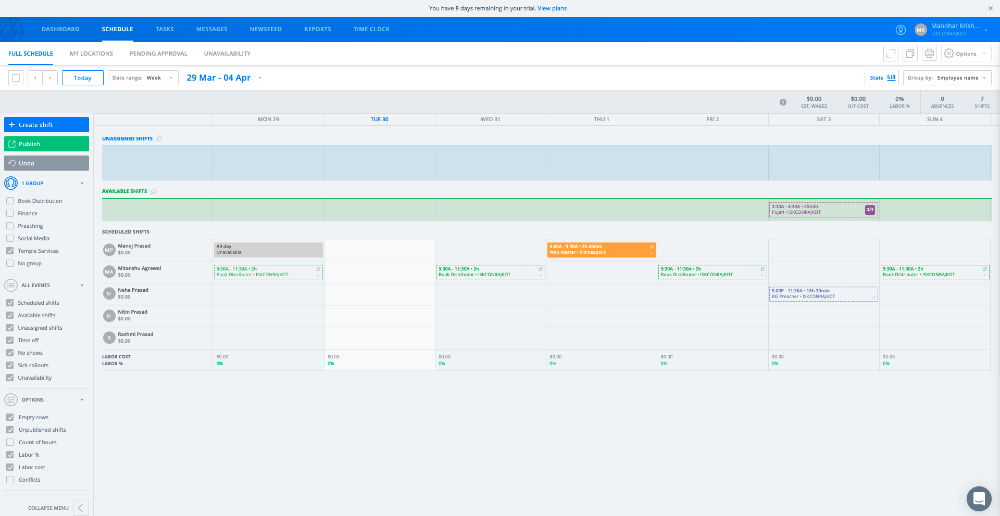 You have 8 days remaining in your trial. View plans
DASHBOARD SCHEDULE TASKS MESSAGES NEWSFEED REPORTS TIME CLOCK
MK Manohar Krish...
ISKCONRAJKOT
FULL SCHEDULE MY LOCATIONS PENDING APPROVAL UNAVAILABILITY
Options
Today Date range: Week 29 Mar - 04 Apr Stats Group by: Employee name
$0.00 $0.00 0% 0 7
EST. WAGES O/T COST LABOR % ABSENCES SHIFTS
MON 29 TUE 30 WED 31 THU 1 FRI 2 SAT 3 SUN 4
Create shift
Publish
Undo
1 GROUP
Book Distribution
Finance
Preaching
Social Media
Temple Services
No group
ALL EVENTS
Scheduled shifts
Available shifts
Unassigned shifts
Time off
No shows
Sick callouts
Unavailability
OPTIONS
Empty rows
Unpublished shifts
Count of hours
Labor %
Labor cost
Conflicts
COLLAPSE MENU
UNASSIGNED SHIFTS
AVAILABLE SHIFTS
3:30A - 4:30A • 45min
Pujari • ISKCONRAJKOT
0/3
SCHEDULED SHIFTS
MP Manoj Prasad
$0.00
All day
Unavailable
6:45A - 9:30A • 2h 45min
Web Master • Minneapolis
MA Mitanshu Agrawal
$0.00
9:30A - 11:30A • 2h
Book Distributor • ISKCONRAJKOT
9:30A - 11:30A • 2h
Book Distributor • ISKCONRAJKOT
9:30A - 11:30A • 2h
Book Distributor • ISKCONRAJKOT
9:30A - 11:30A • 2h
Book Distributor • ISKCONRAJKOT
N Neha Prasad
$0.00
5:00P - 11:30A • 18h 30min
BG Preacher • ISKCONRAJKOT
N Nitin Prasad
$0.00
R Rashmi Prasad
$0.00
LABOR COST $0.00 $0.00 $0.00 $0.00 $0.00 $0.00 $0.00
LABOR % 0% 0% 0% 0% 0% 0% 0%